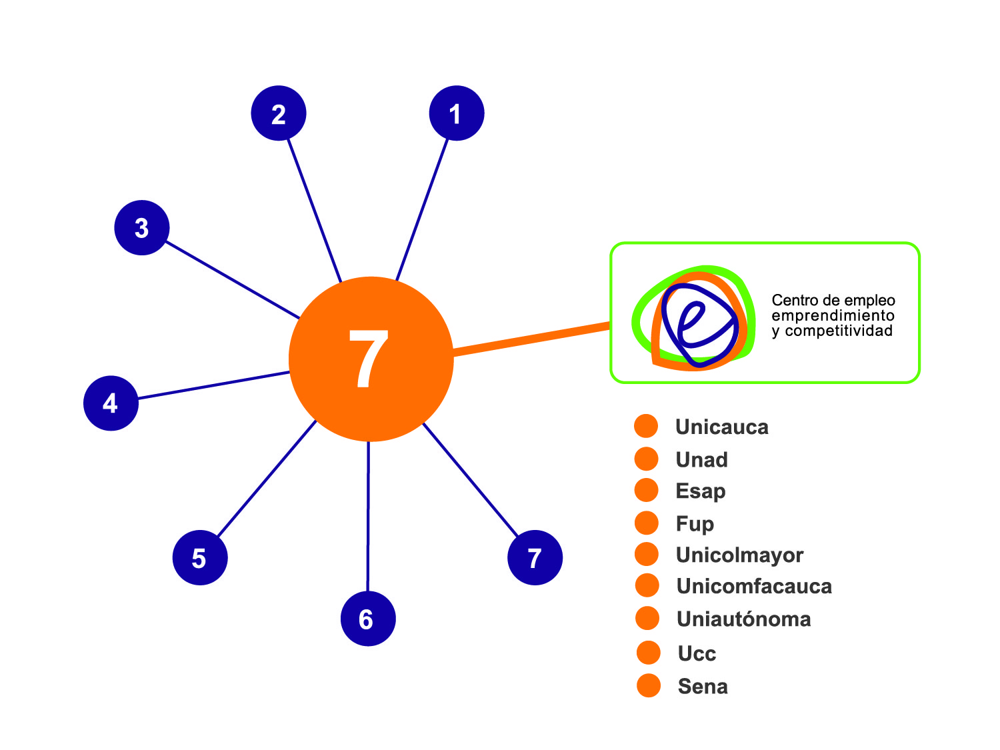 2
1
3
7
4
5
6
7
Centro de empleo
emprendimiento
y competitividad
Unicauca
Unad
Esap
Fup
Unicolmayor
Unicomfacauca
Uniautónoma
Ucc
Sena